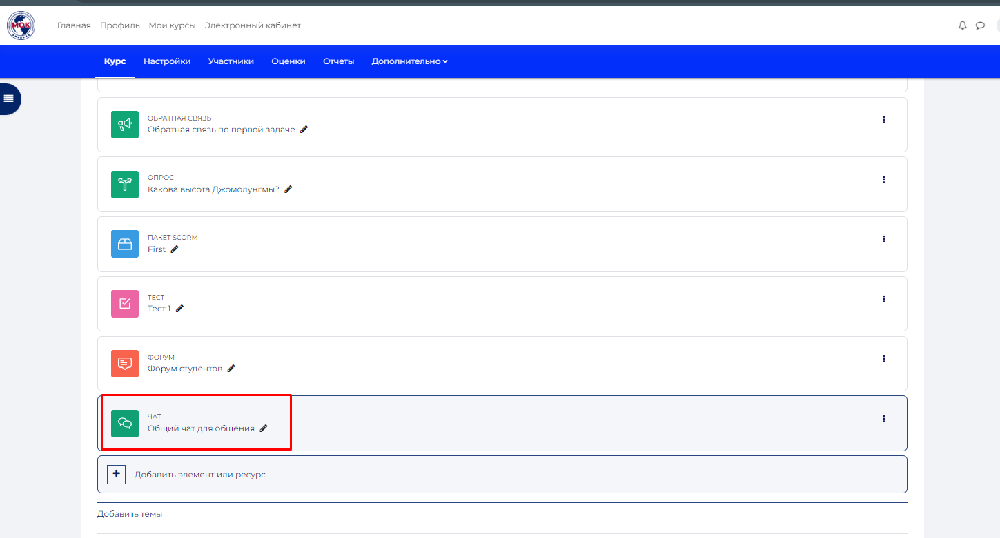 МОК
Главная Профиль Мои курсы Электронный кабинет
Курс Настройки Участники Оценки Отчеты Дополнительно
ОБРАТНАЯ СВЯЗЬ
Обратная связь по первой задаче
ОПРОС
Какова высота Джомолунгмы?
ПАКЕТ SCORM
First
ТЕСТ
Тест 1
ФОРУМ
Форум студентов
ЧАТ
Общий чат для общения
Добавить элемент или ресурс
Добавить темы